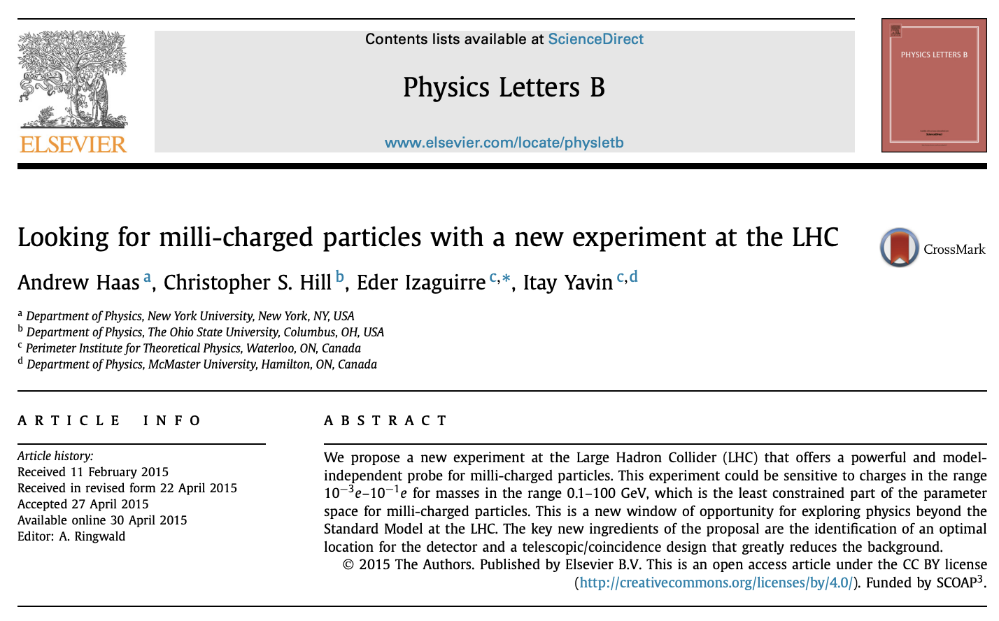 Contents lists available at ScienceDirect
Physics Letters B
www.elsevier.com/locate/physletb
NON SOLUS
ELSEVIER
PHYSICS LETTERS B
ScienceDirect
Looking for milli-charged particles with a new experiment at the LHC
CrossMark
Andrew Haas a, Christopher S. Hill b, Eder Izaguirre c,*, Itay Yavin c,d
a Department of Physics, New York University, New York, NY, USA
b Department of Physics, The Ohio State University, Columbus, OH, USA
c Perimeter Institute for Theoretical Physics, Waterloo, ON, Canada
d Department of Physics, McMaster University, Hamilton, ON, Canada
ARTICLE INFO
Article history:
Received 11 February 2015
Received in revised form 22 April 2015
Accepted 27 April 2015
Available online 30 April 2015
Editor: A. Ringwald
ABSTRACT
We propose a new experiment at the Large Hadron Collider (LHC) that offers a powerful and model-
independent probe for milli-charged particles. This experiment could be sensitive to charges in the range
10⁻³e–10⁻¹e for masses in the range 0.1–100 GeV, which is the least constrained part of the parameter
space for milli-charged particles. This is a new window of opportunity for exploring physics beyond the
Standard Model at the LHC. The key new ingredients of the proposal are the identification of an optimal
location for the detector and a telescopic/coincidence design that greatly reduces the background.
© 2015 The Authors. Published by Elsevier B.V. This is an open access article under the CC BY license
(http://creativecommons.org/licenses/by/4.0/). Funded by SCOAP³.